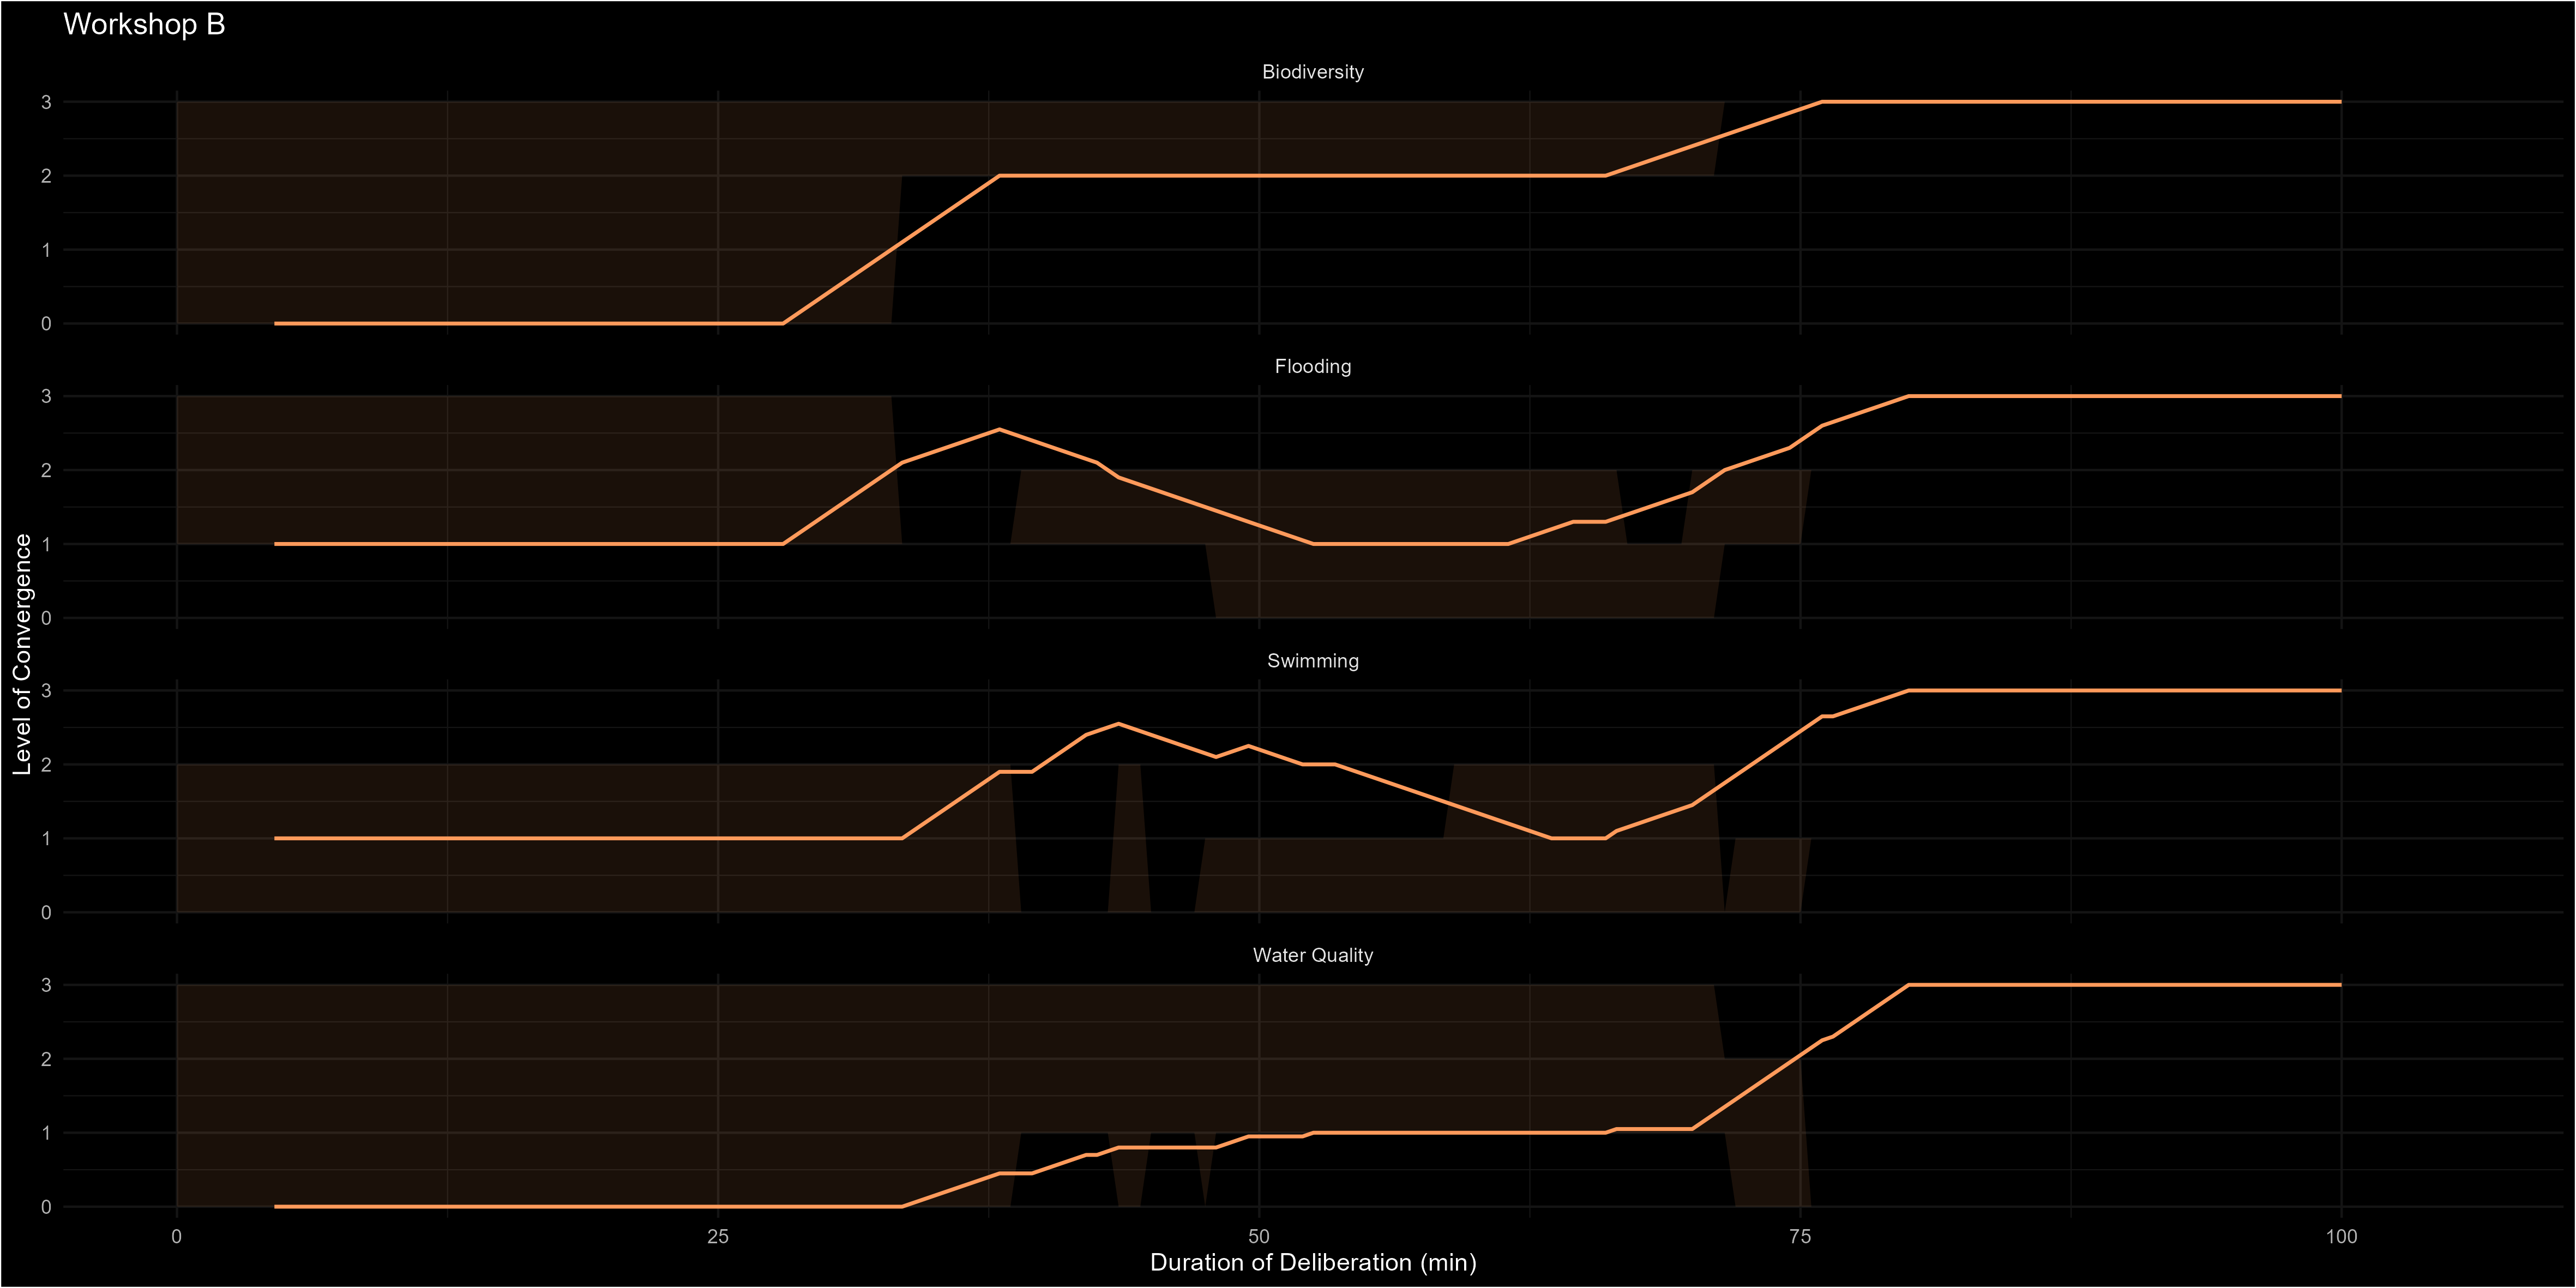 Workshop B
Biodiversity
3
2
1
0
Flooding
3
2
1
0
Level of Convergence
Swimming
3
2
1
0
Water Quality
3
2
1
0
0 25 50 75 100
Duration of Deliberation (min)